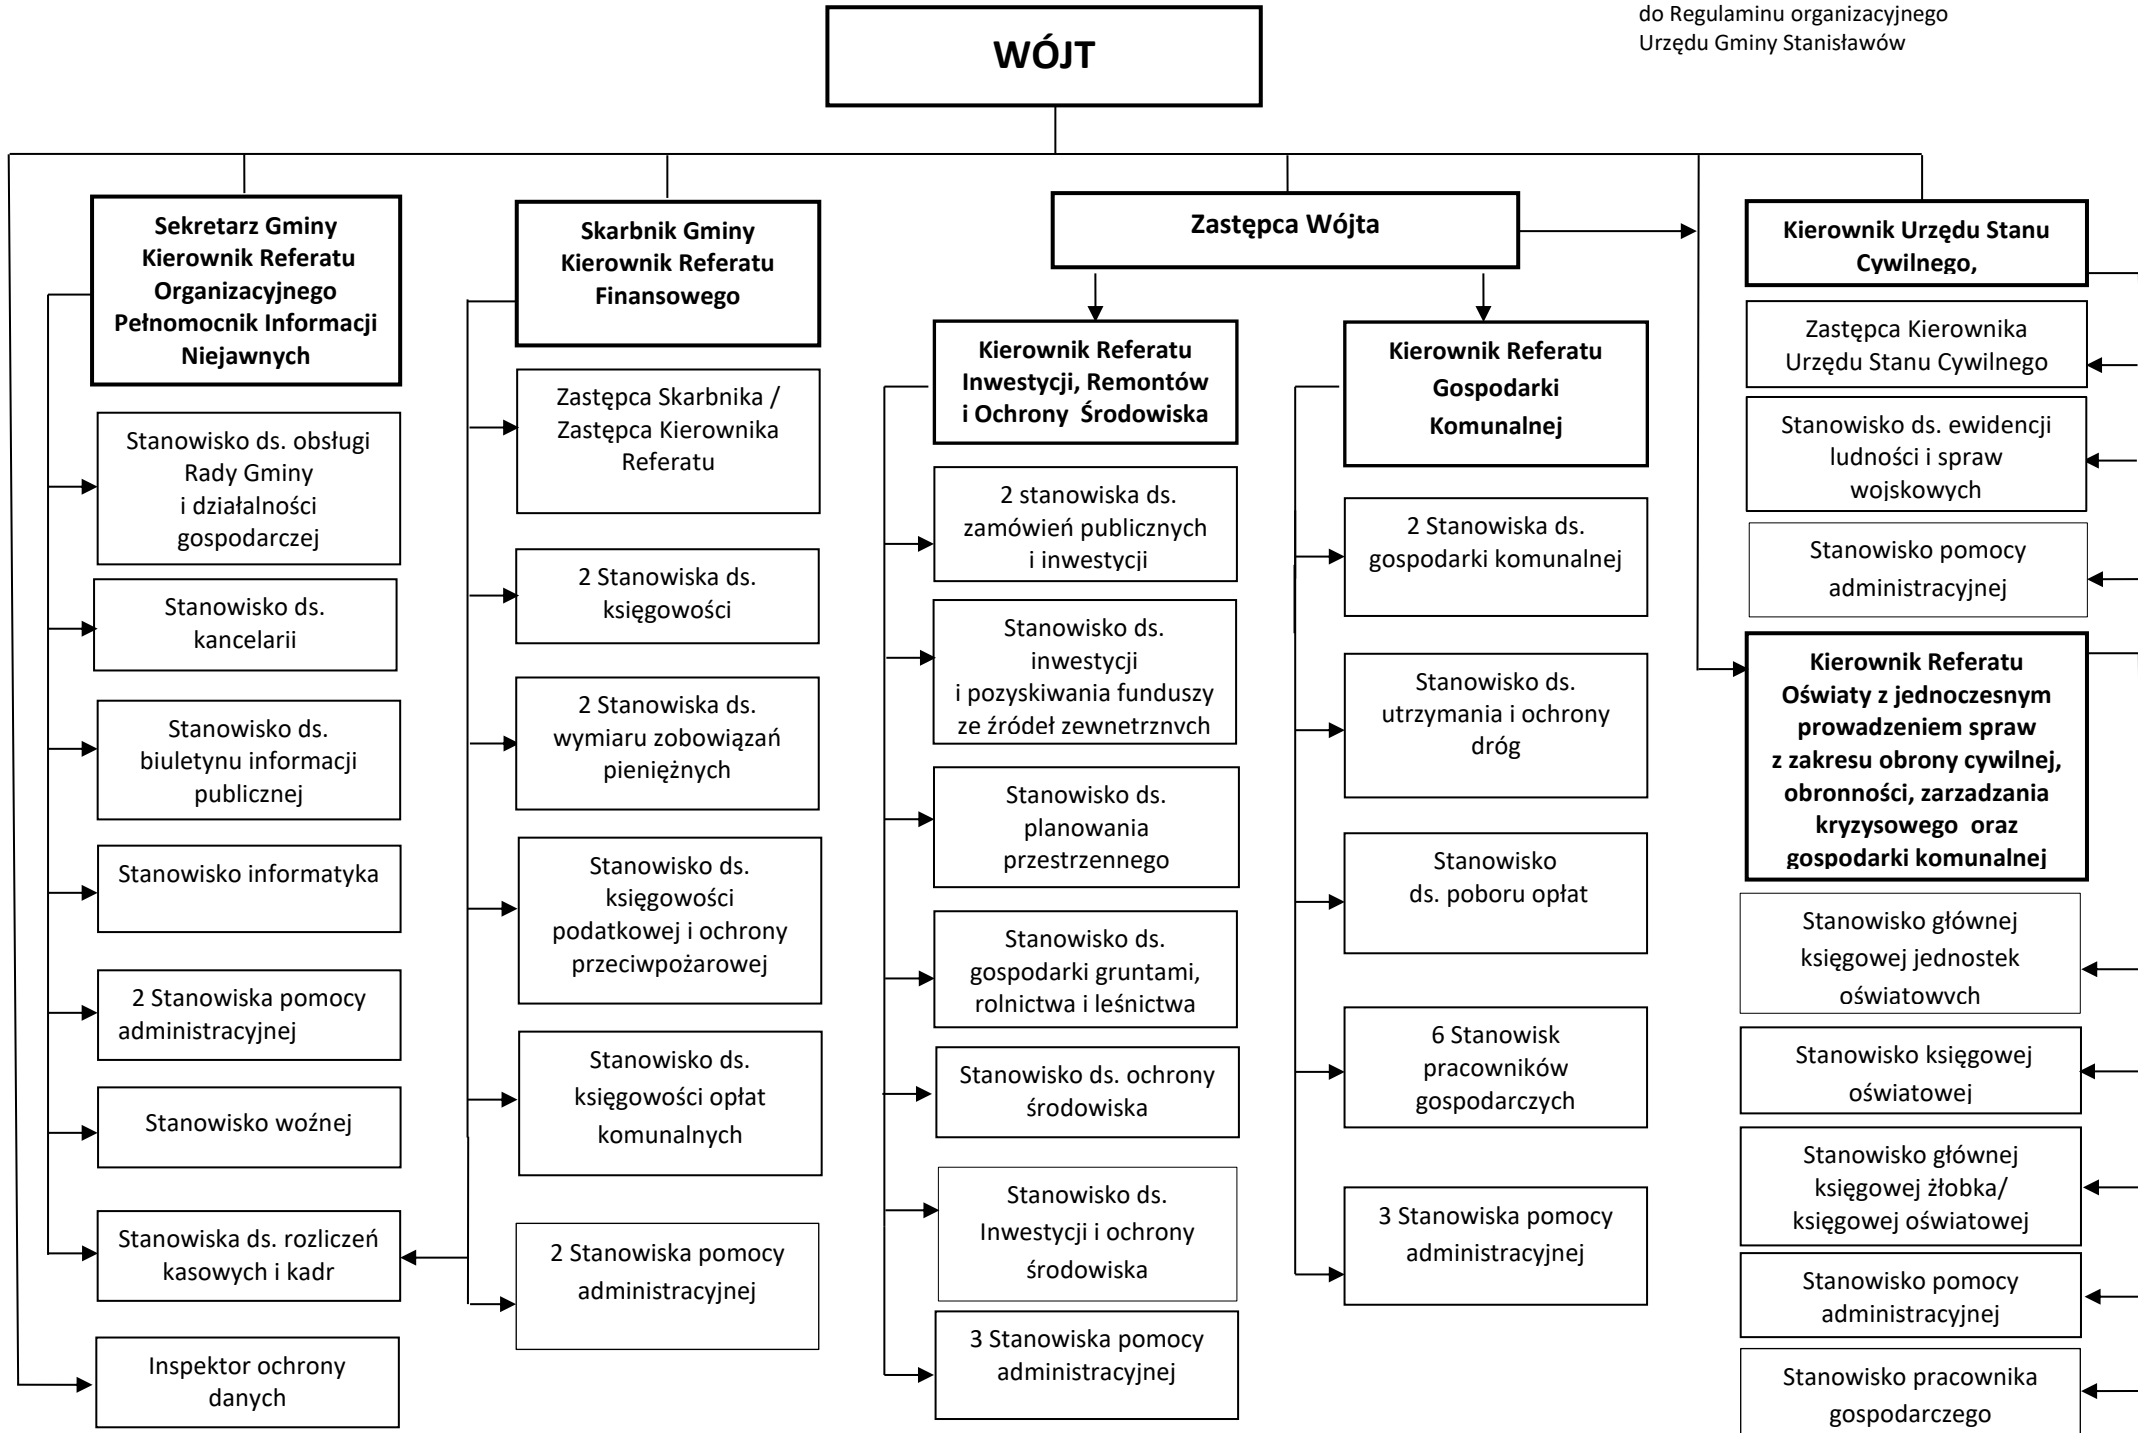 do Regulaminu organizacyjnego
Urzędu Gminy Stanisławów
WÓJT
Sekretarz Gminy
Kierownik Referatu
Organizacyjnego
Pełnomocnik Informacji
Niejawnych
Stanowisko ds. obsługi
Rady Gminy
i działalności
gospodarczej
Stanowisko ds.
kancelarii
Stanowisko ds.
biuletynu informacji
publicznej
Stanowisko informatyka
2 Stanowiska pomocy
administracyjnej
Stanowisko woźnej
Stanowiska ds. rozliczeń
kasowych i kadr
Inspektor ochrony
danych
Skarbnik Gminy
Kierownik Referatu
Finansowego
Zastępca Skarbnika /
Zastępca Kierownika
Referatu
2 Stanowiska ds.
księgowości
2 Stanowiska ds.
wymiaru zobowiązań
pieniężnych
Stanowisko ds.
księgowości
podatkowej i ochrony
przeciwpożarowej
Stanowisko ds.
księgowości opłat
komunalnych
2 Stanowiska pomocy
administracyjnej
Zastępca Wójta
Kierownik Referatu
Inwestycji, Remontów
i Ochrony Środowiska
2 stanowiska ds.
zamówień publicznych
i inwestycji
Stanowisko ds.
inwestycji
i pozyskiwania funduszy
ze źródeł zewnetrznych
Stanowisko ds.
planowania
przestrzennego
Stanowisko ds.
gospodarki gruntami,
rolnictwa i leśnictwa
Stanowisko ds. ochrony
środowiska
Stanowisko ds.
Inwestycji i ochrony
środowiska
3 Stanowiska pomocy
administracyjnej
Kierownik Referatu
Gospodarki
Komunalnej
2 Stanowiska ds.
gospodarki komunalnej
Stanowisko ds.
utrzymania i ochrony
dróg
Stanowisko
ds. poboru opłat
6 Stanowisk
pracowników
gospodarczych
3 Stanowiska pomocy
administracyjnej
Kierownik Urzędu Stanu
Cywilnego,
Zastępca Kierownika
Urzędu Stanu Cywilnego
Stanowisko ds. ewidencji
ludności i spraw
wojskowych
Stanowisko pomocy
administracyjnej
Kierownik Referatu
Oświaty z jednoczesnym
prowadzeniem spraw
z zakresu obrony cywilnej,
obronności, zarzadzania
kryzysowego oraz
gospodarki komunalnej
Stanowisko głównej
księgowej jednostek
oświatowych
Stanowisko księgowej
oświatowej
Stanowisko głównej
księgowej żłobka/
księgowej oświatowej
Stanowisko pomocy
administracyjnej
Stanowisko pracownika
gospodarczego